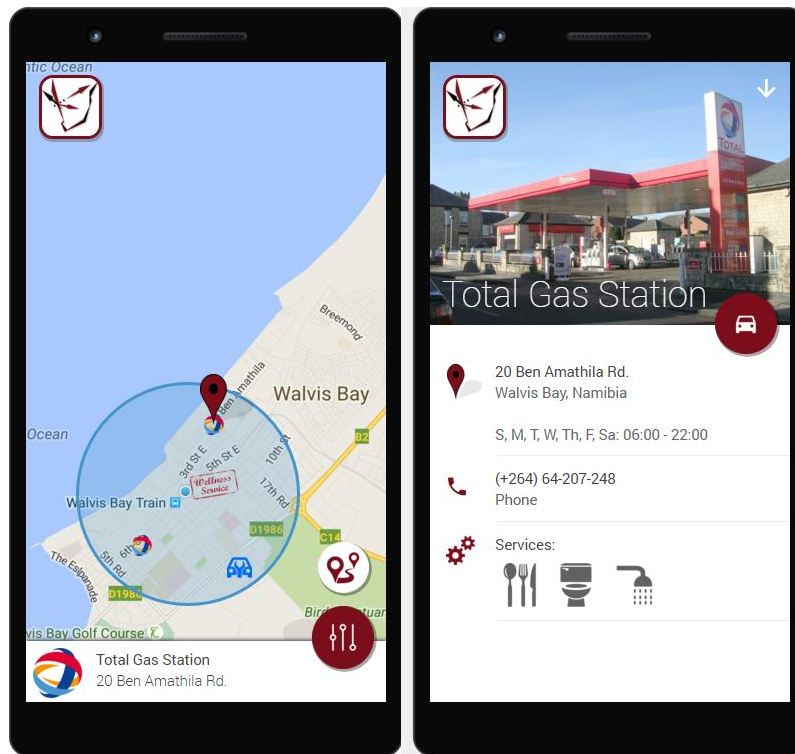 ntic Ocean
Breemond
Ben Amathila
Walvis Bay
B2
3rd St E
5th St E
10th St
Ocean
Wellness
Service
17th Rd
Walvis Bay Train
D1986
C14
6th
5th Rd
The Esplanade
D1986
Bird
tuar
vis Bay Golf Course
Total Gas Station
20 Ben Amathila Rd.
TOTAL
TOTAL
Total Gas Station
20 Ben Amathila Rd.
Walvis Bay, Namibia
S, M, T, W, Th, F, Sa: 06:00 - 22:00
(+264) 64-207-248
Phone
Services: